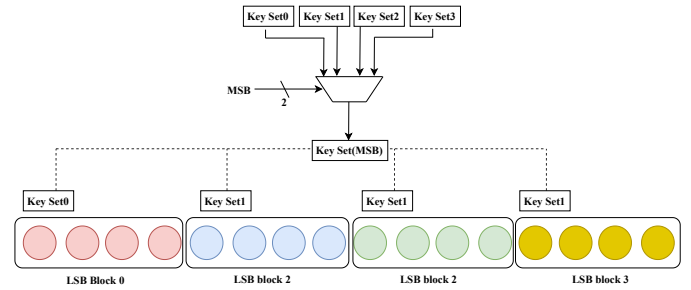 Key Set0
Key Set1
Key Set2
Key Set3
MSB
2
Key Set(MSB)
Key Set0
Key Set1
Key Set1
Key Set1
LSB Block 0
LSB block 2
LSB block 2
LSB block 3